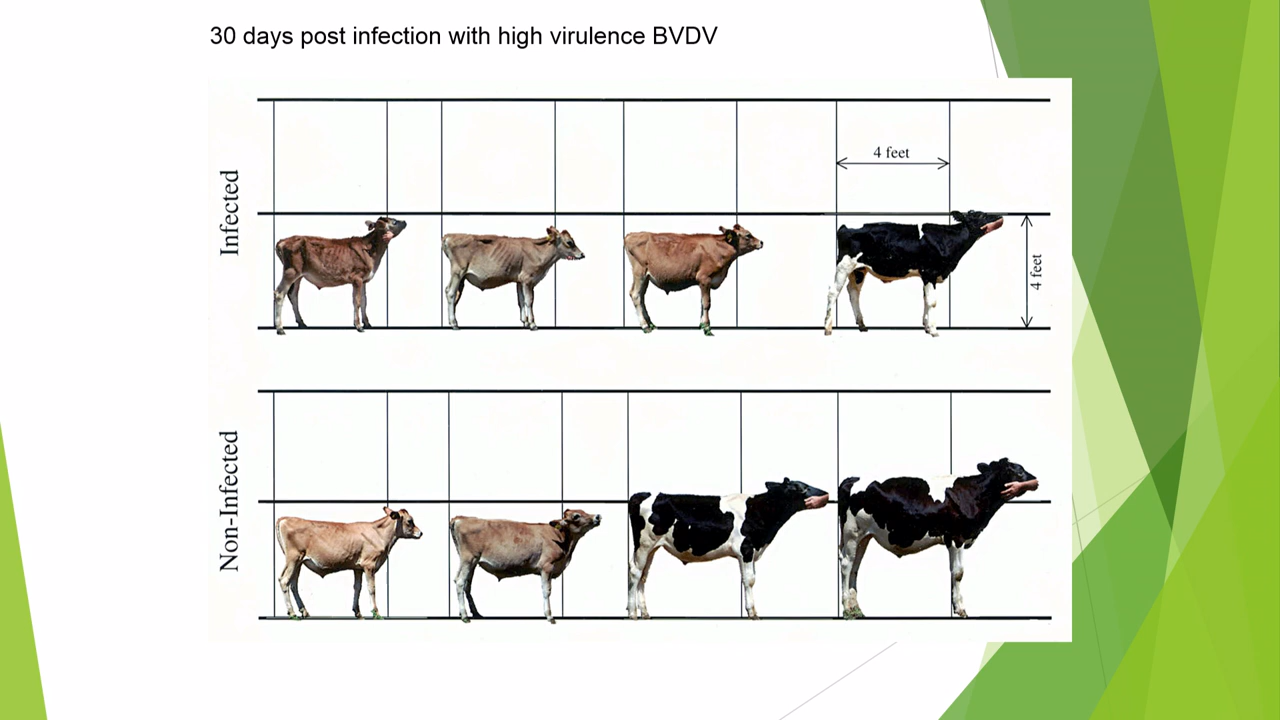 30 days post infection with high virulence BVDV
Infected
4 feet
4 feet
Non-Infected